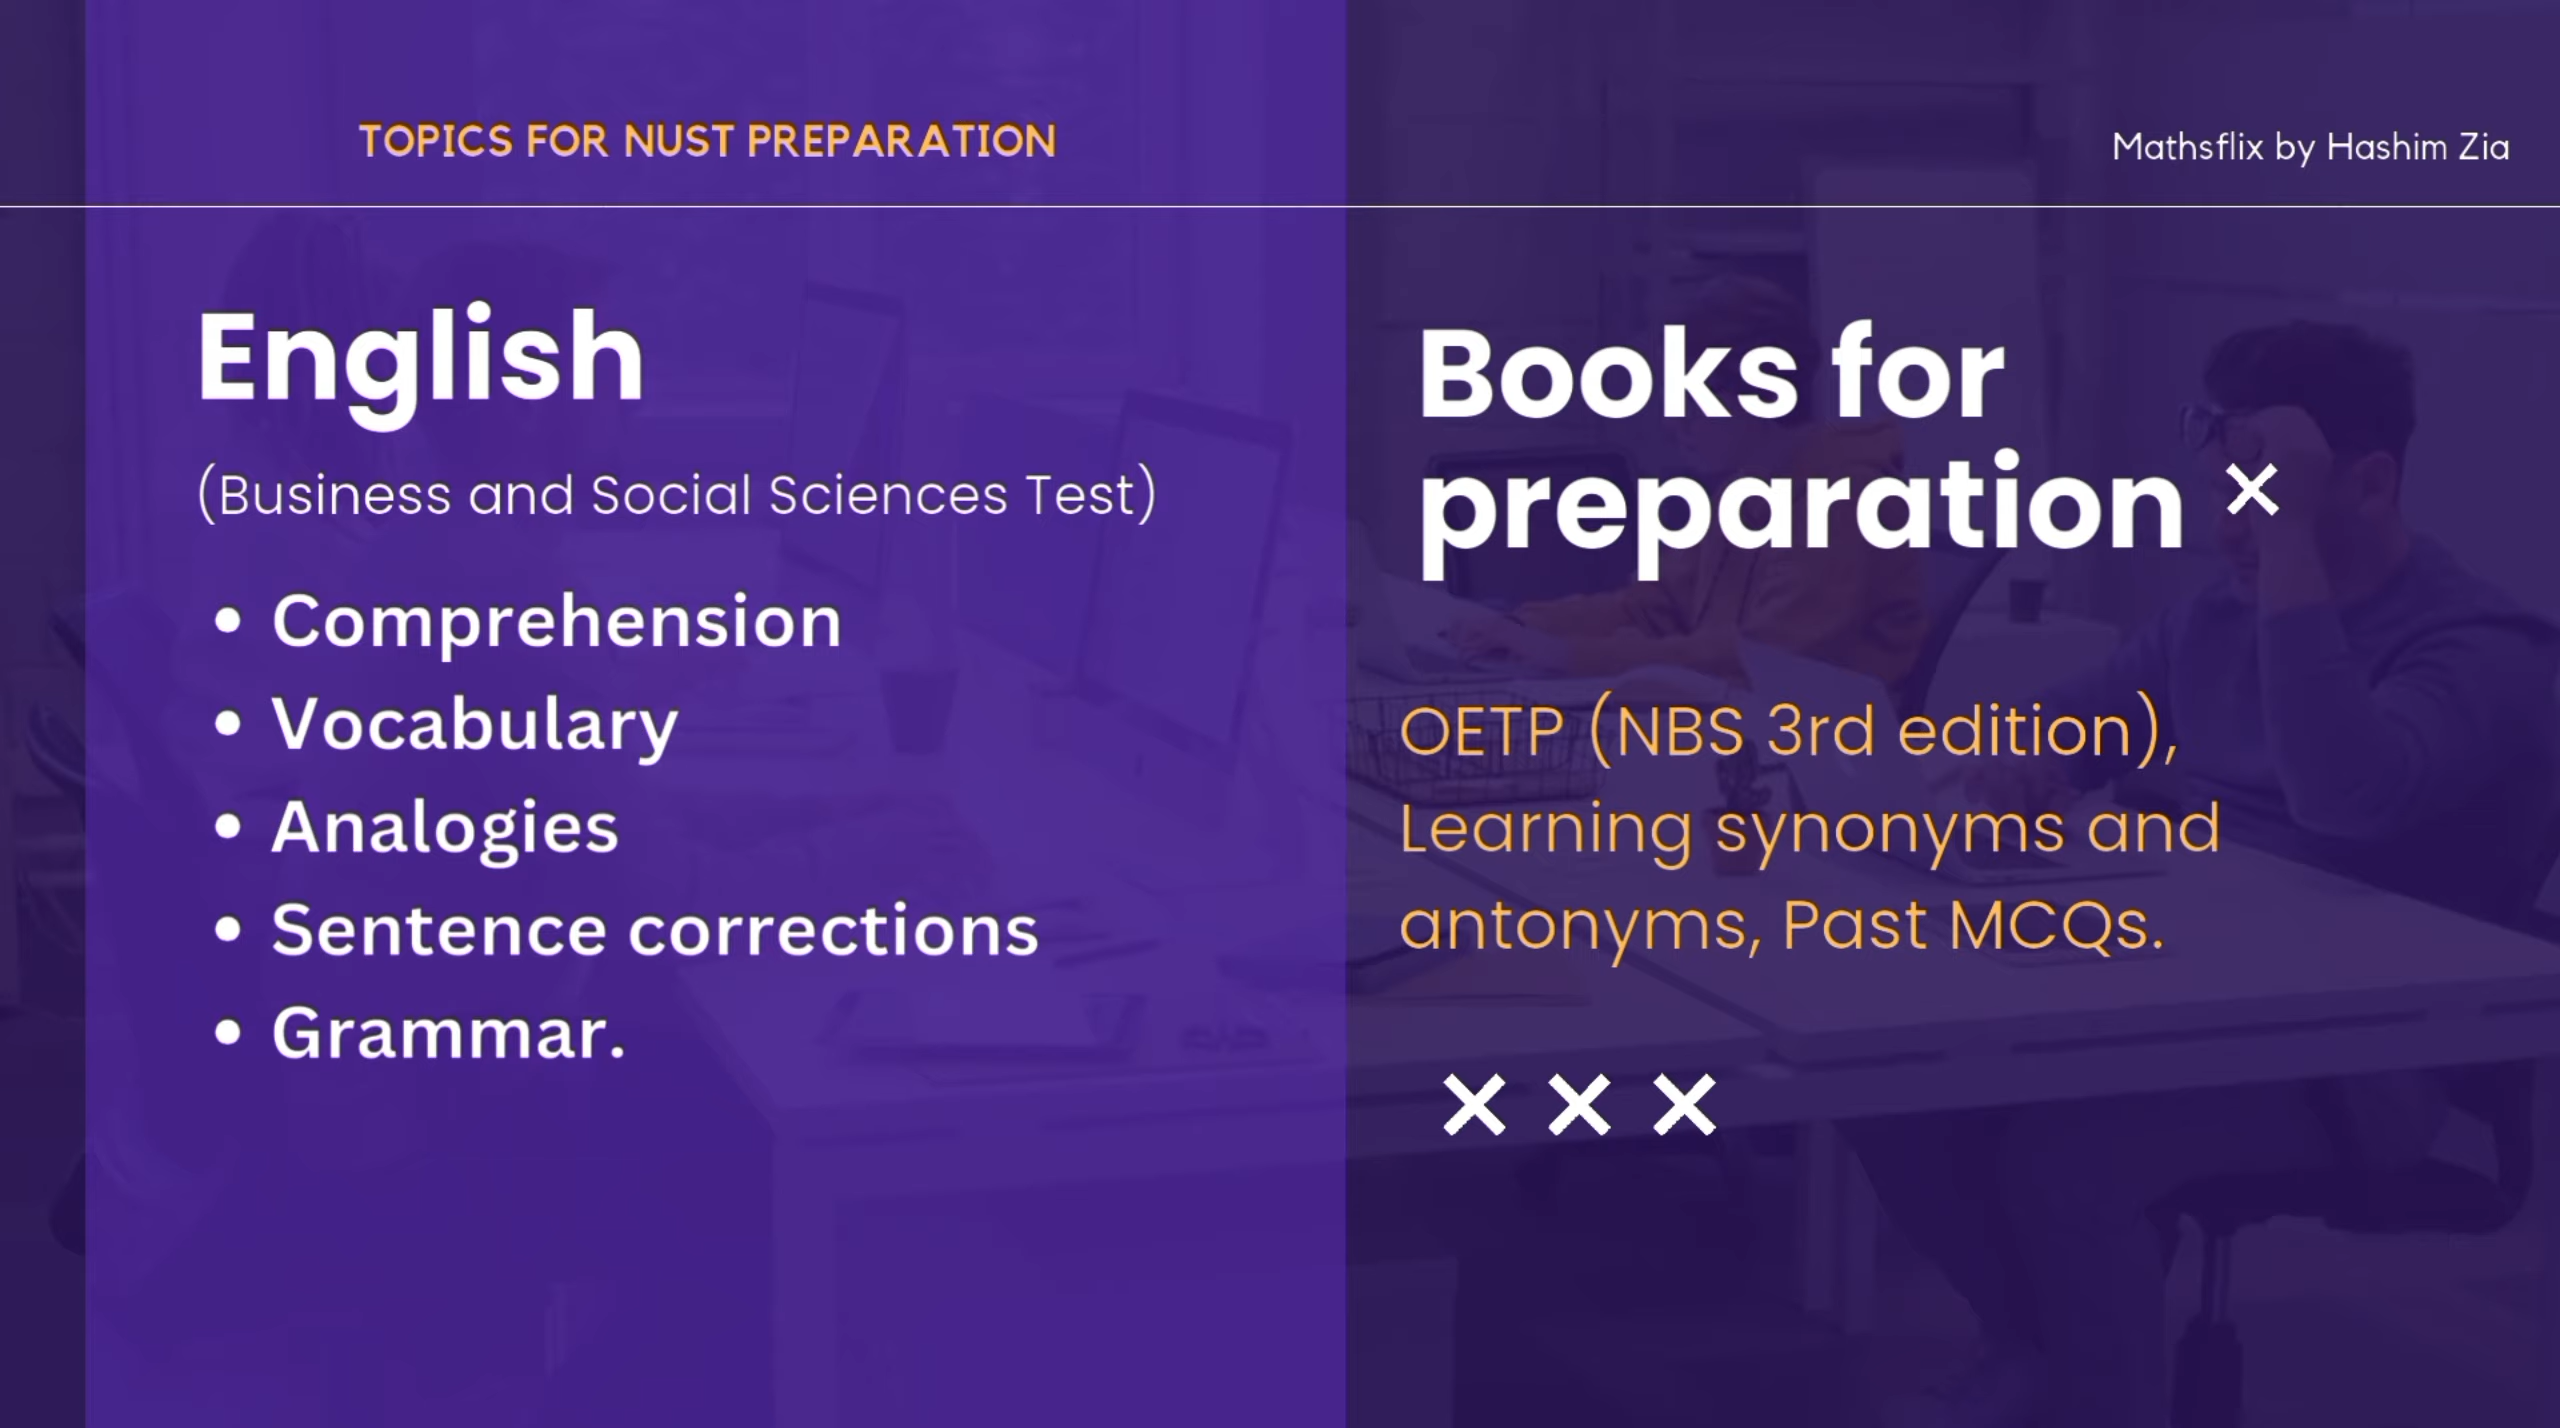 TOPICS FOR NUST PREPARATION
Mathsflix by Hashim Zia
English
(Business and Social Sciences Test)
• Comprehension
• Vocabulary
• Analogies
• Sentence corrections
• Grammar.
Books for
preparation
OETP (NBS 3rd edition),
Learning synonyms and
antonyms, Past MCQs.